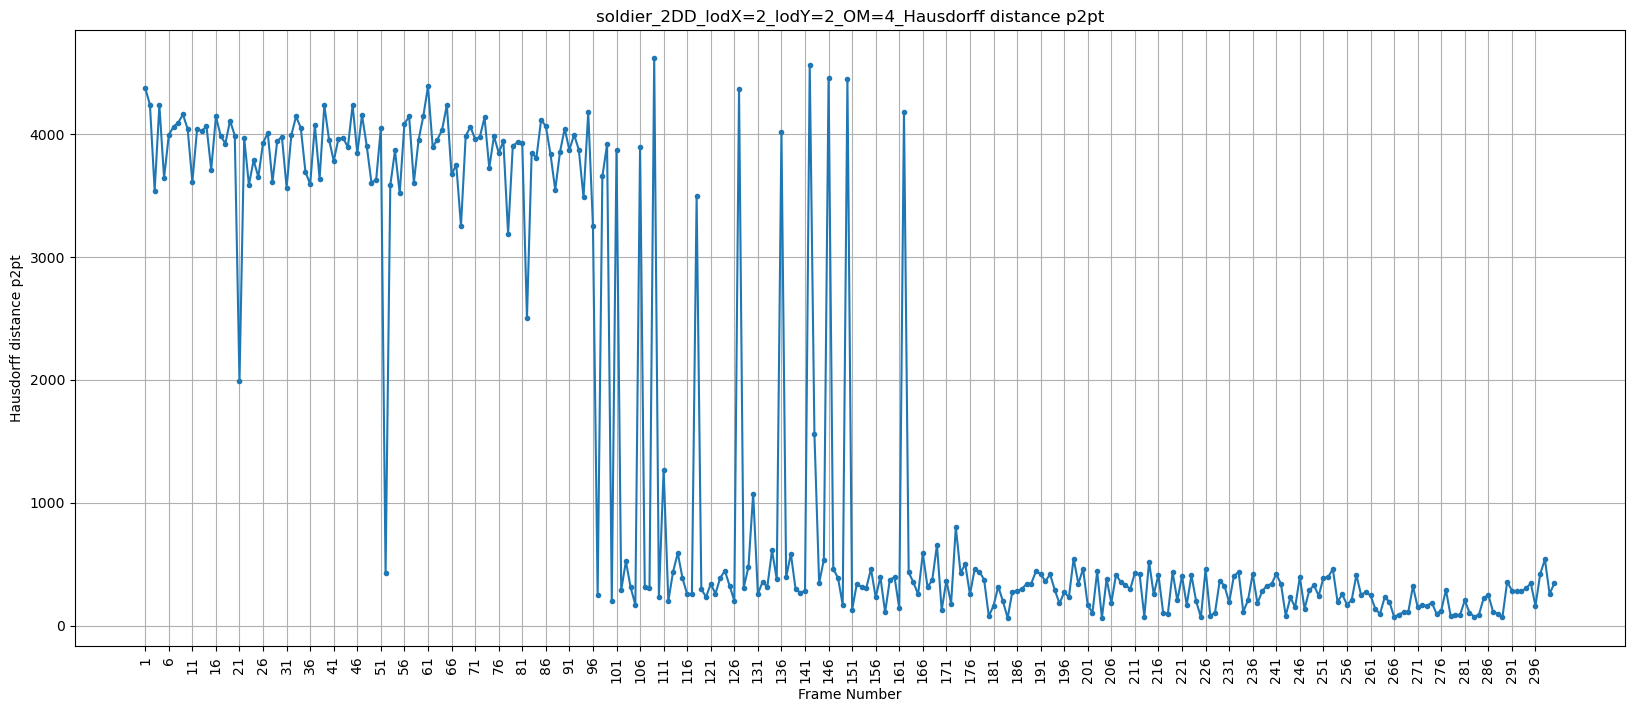 soldier_2DD_lodX=2_lodY=2_OM=4_Hausdorff distance p2pt
Hausdorff distance p2pt
4000
3000
2000
1000
0
1 6 11 16 21 26 31 36 41 46 51 56 61 66 71 76 81 86 91 96 101 106 111 116 121 126 131 136 141 146 151 156 161 166 171 176 181 186 191 196 201 206 211 216 221 226 231 236 241 246 251 256 261 266 271 276 281 286 291 296
Frame Number